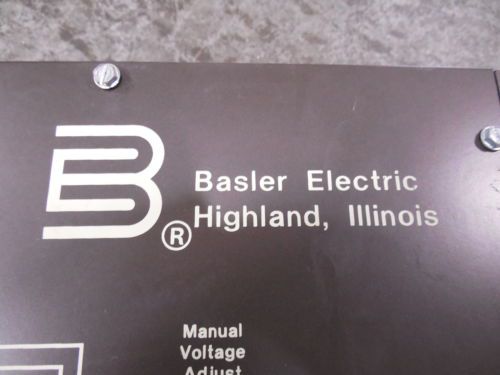 B® Basler Electric
Highland, Illinois
Manual
Voltage
Adjust